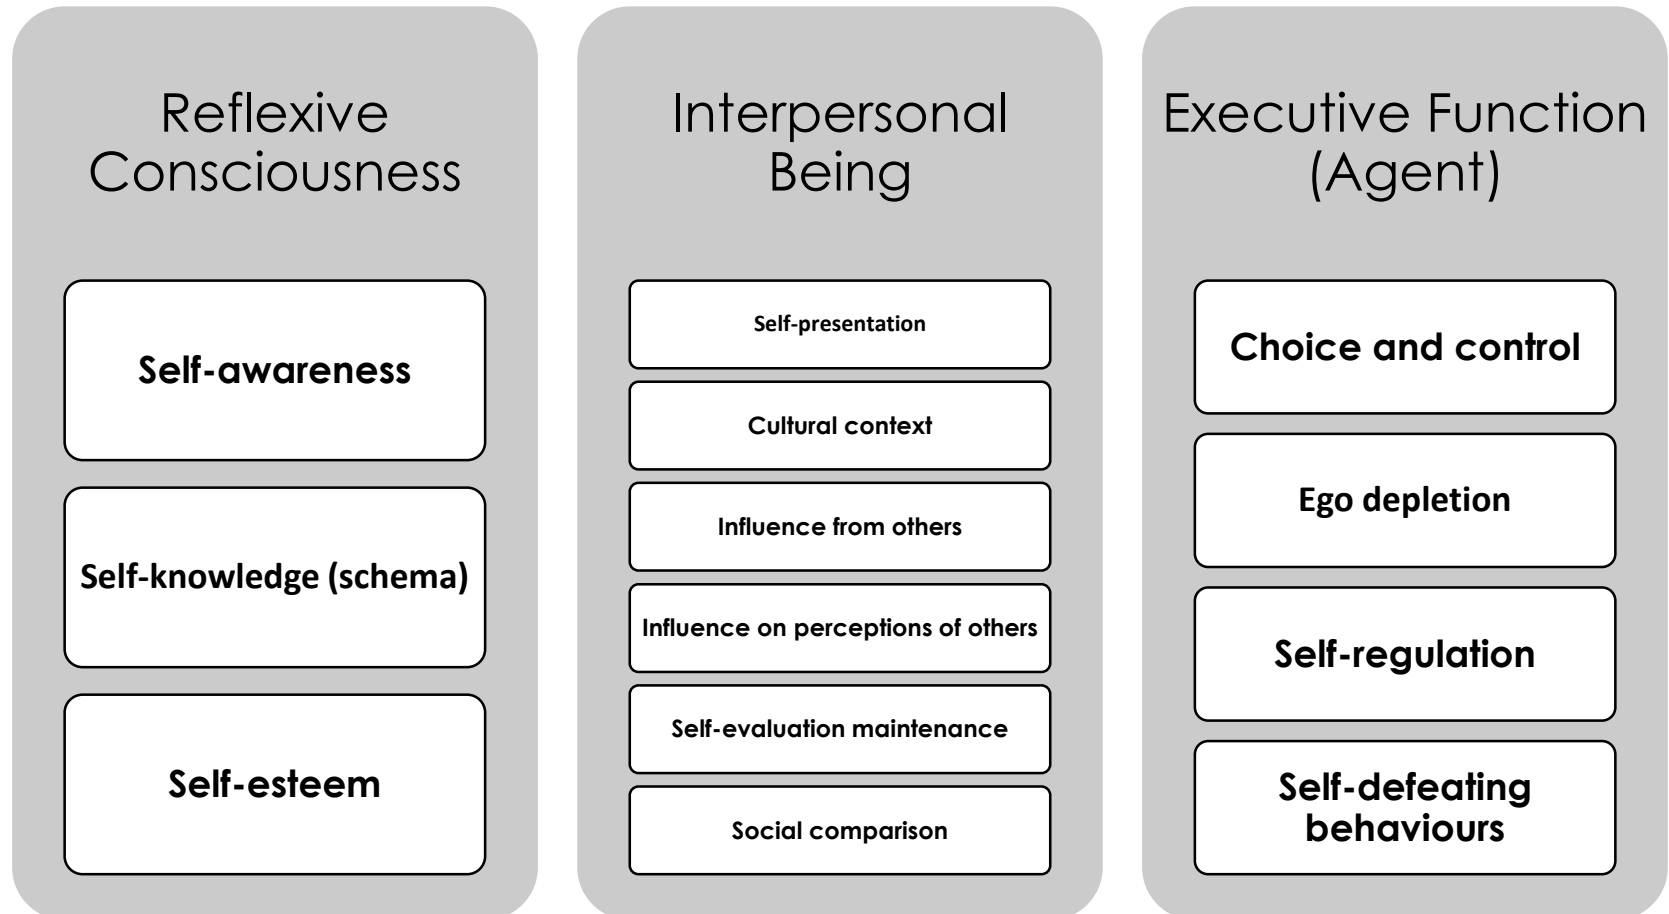 Reflexive
Consciousness
Self-awareness
Self-knowledge (schema)
Self-esteem
Interpersonal
Being
Self-presentation
Cultural context
Influence from others
Influence on perceptions of others
Self-evaluation maintenance
Social comparison
Executive Function
(Agent)
Choice and control
Ego depletion
Self-regulation
Self-defeating
behaviours